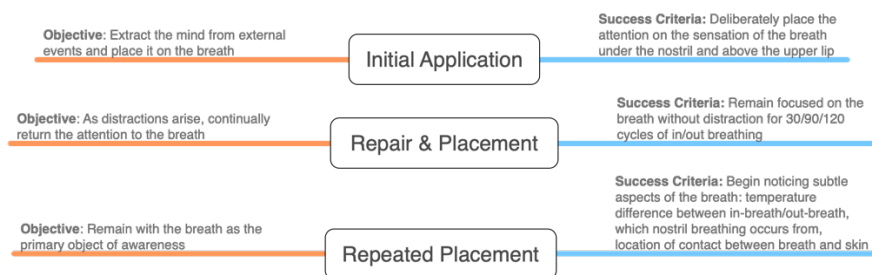 Objective: Extract the mind from external
events and place it on the breath
Initial Application
Success Criteria: Deliberately place the
attention on the sensation of the breath
under the nostril and above the upper lip
Objective: As distractions arise, continually
return the attention to the breath
Repair & Placement
Success Criteria: Remain focused on the
breath without distraction for 30/90/120
cycles of in/out breathing
Objective: Remain with the breath as the
primary object of awareness
Repeated Placement
Success Criteria: Begin noticing subtle
aspects of the breath: temperature
difference between in-breath/out-breath,
which nostril breathing occurs from,
location of contact between breath and skin